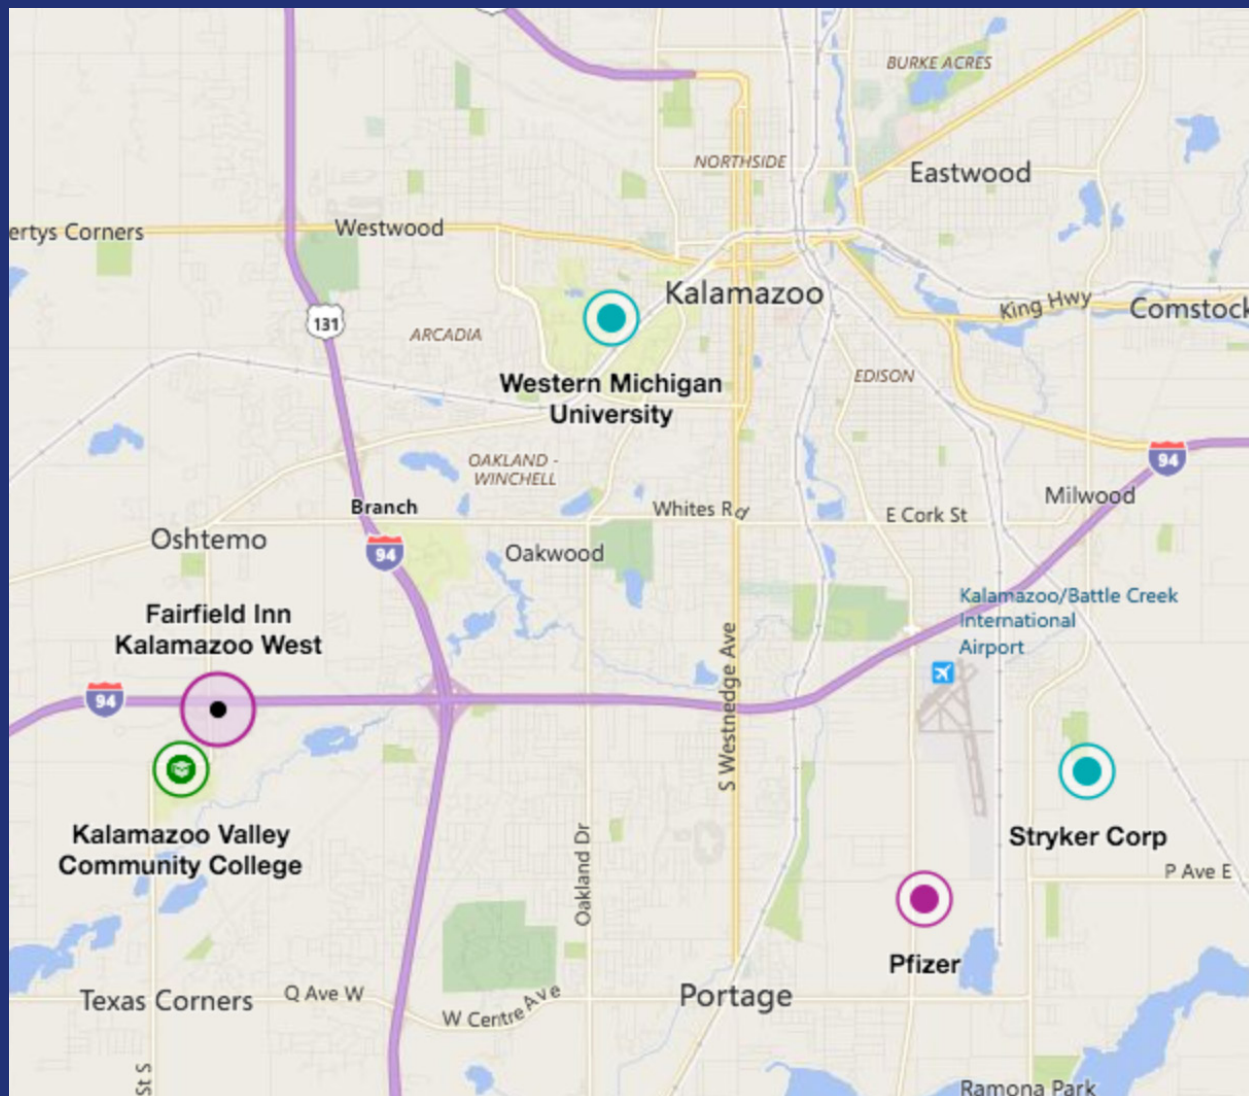 BURKE ACRES
NORTHSIDE
Eastwood
ertys Corners
Westwood
Kalamazoo
King Hwy
Comstock
131
ARCADIA
EDISON
Western Michigan
University
94
OAKLAND -
WINCHELL
Milwood
Branch
Whites Rd
E Cork St
Oshtemo
94
Oakwood
Kalamazoo/Battle Creek
International
Airport
Fairfield Inn
Kalamazoo West
S Westnedge Ave
94
Kalamazoo Valley
Community College
Oakland Dr
Stryker Corp
P Ave E
Pfizer
Texas Corners
Q Ave W
W Centre Ave
Portage
St S
Ramona Park